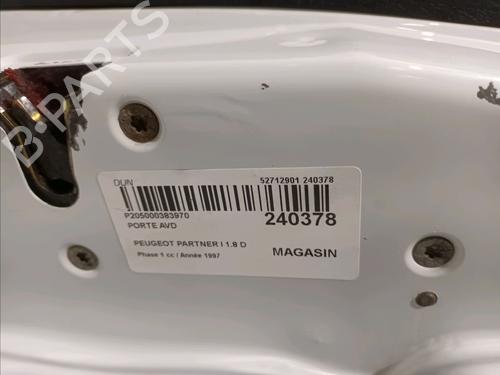 B-PARTS
DUN 52712901 240378
P205000383970 240378
PORTE AVD
PEUGEOT PARTNER I 1.8 D
Phase 1 cc / Année 1997 MAGASIN